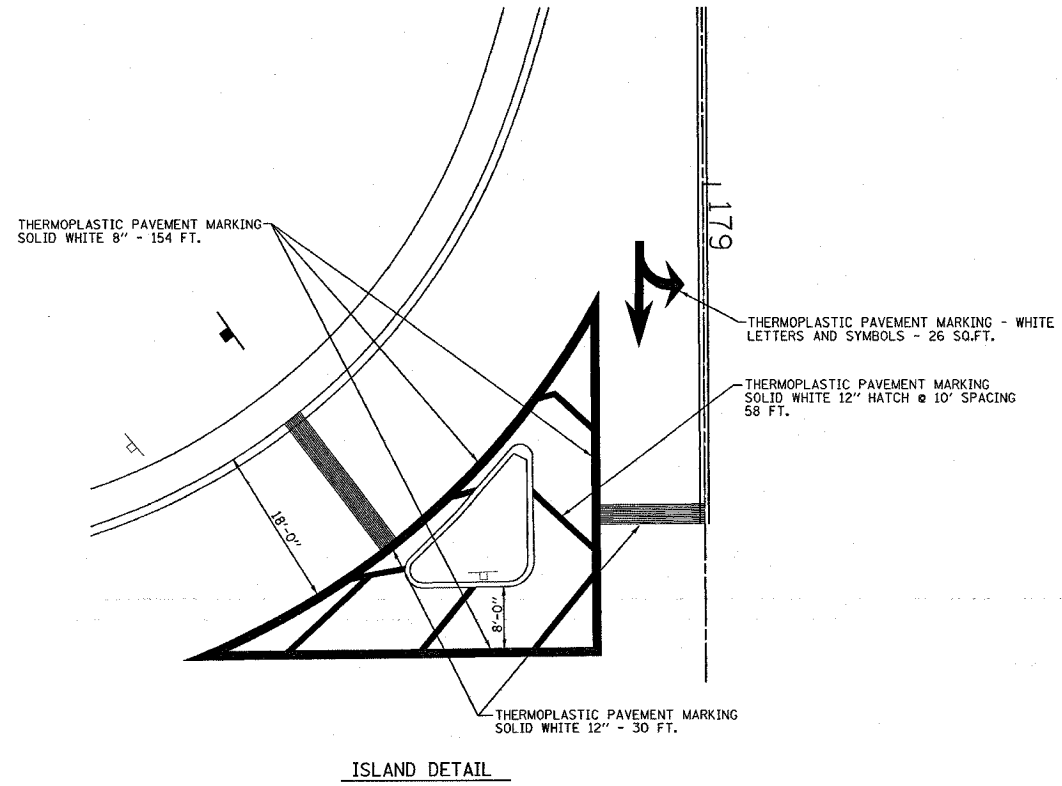 THERMOPLASTIC PAVEMENT MARKING
SOLID WHITE 8" - 154 FT.
L179
THERMOPLASTIC PAVEMENT MARKING - WHITE
LETTERS AND SYMBOLS - 26 SQ.FT.
THERMOPLASTIC PAVEMENT MARKING
SOLID WHITE 12" HATCH @ 10' SPACING
58 FT.
18'-0"
8'-0"
THERMOPLASTIC PAVEMENT MARKING
SOLID WHITE 12" - 30 FT.
ISLAND DETAIL